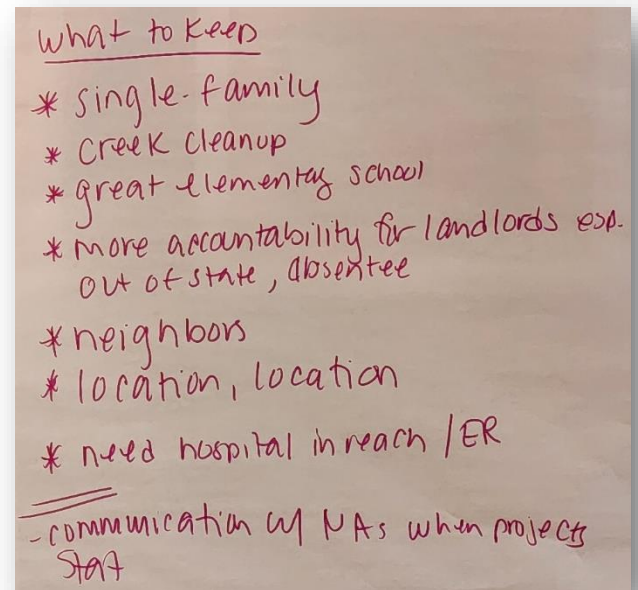 what to keep
* single-family
* creek cleanup
* great elementay school
* more accountability for landlords esp.
out of state, absentee
* neighbors
* location, location
* need hospital in reach / ER
- communication w/ NAs when projects
start